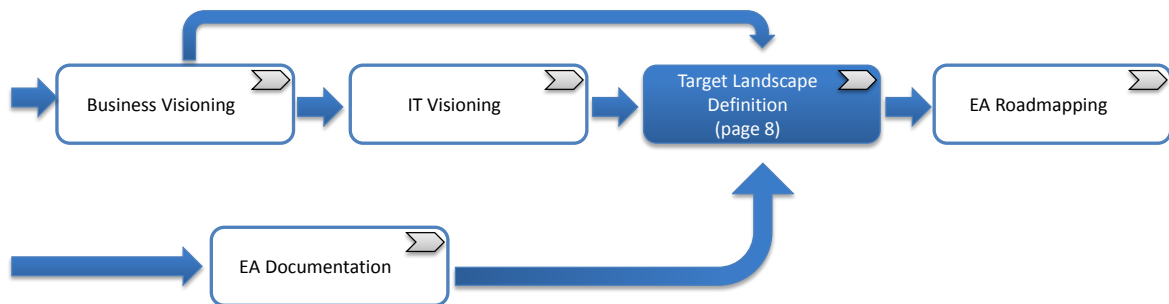 Business Visioning
IT Visioning
Target Landscape
Definition
(page 8)
EA Roadmapping
EA Documentation